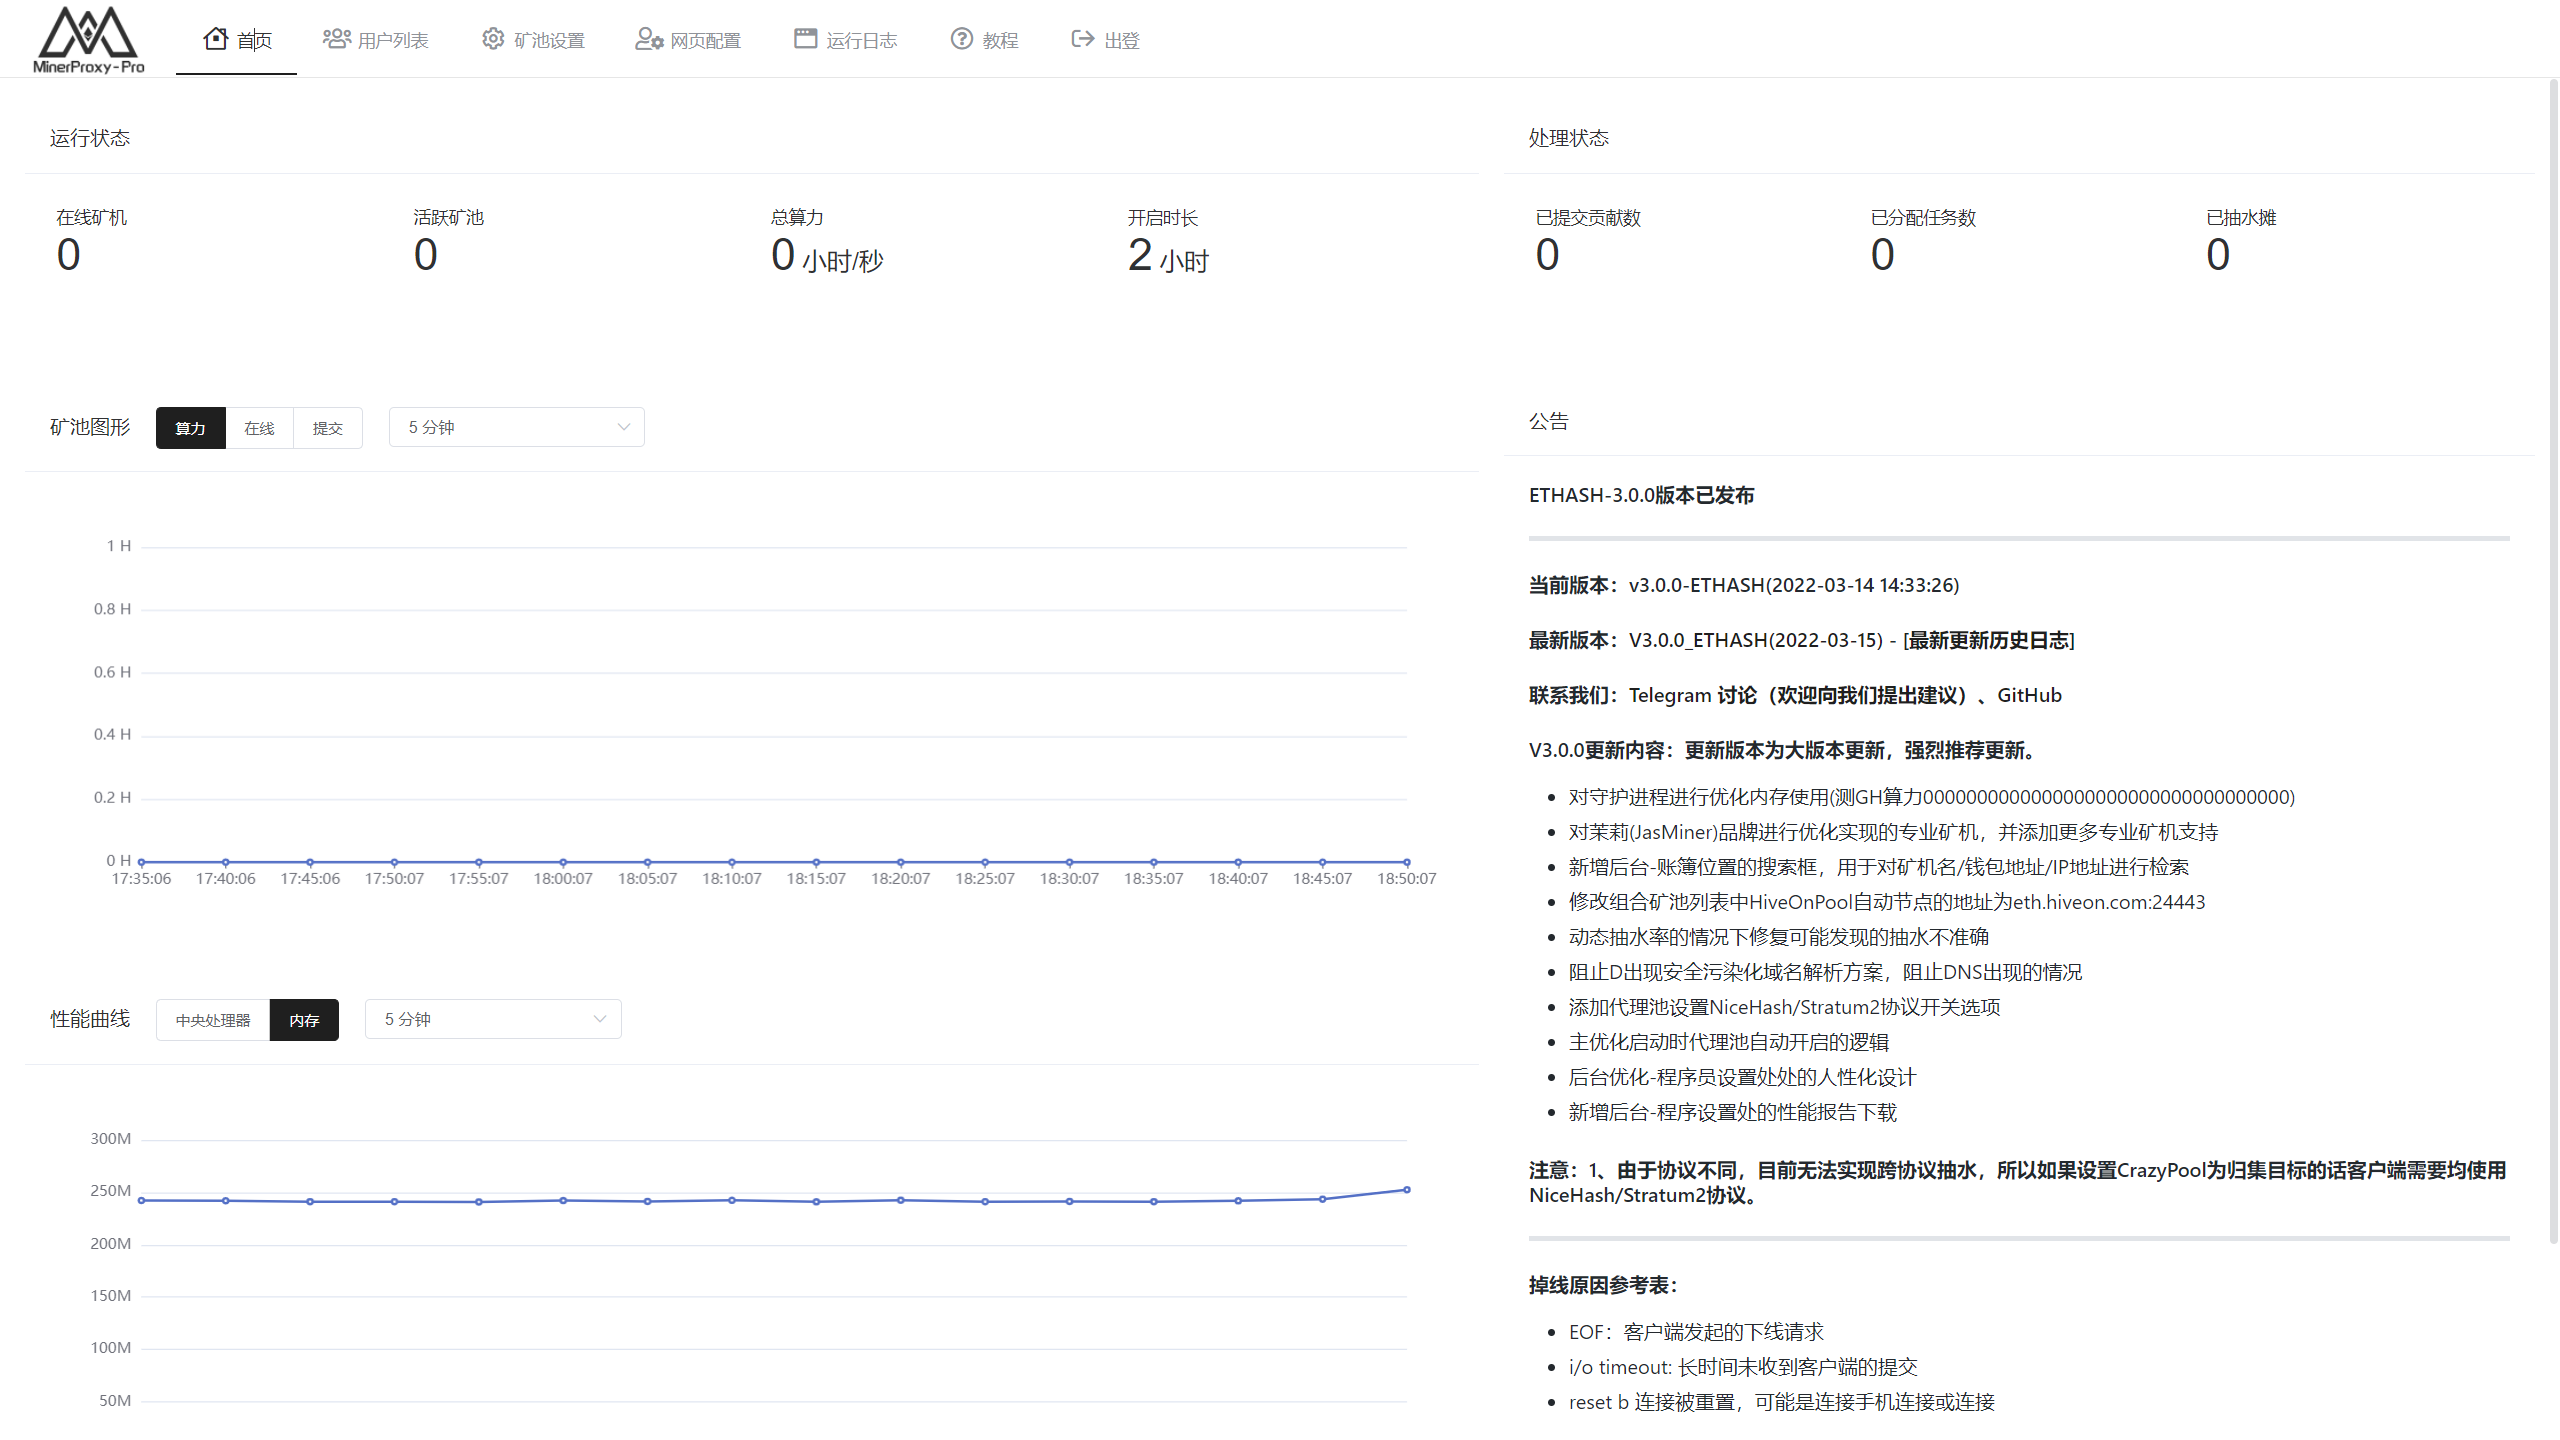 MinerProxy-Pro
首页 用户列表 矿池设置 网页配置 运行日志 教程 出登
运行状态
在线矿机 活跃矿池 总算力 开启时长
0 0 0 小时/秒 2 小时
处理状态
已提交贡献数 已分配任务数 已抽水摊
0 0 0
矿池图形 算力 在线 提交 5 分钟
1 H
0.8 H
0.6 H
0.4 H
0.2 H
0 H
17:35:06 17:40:06 17:45:06 17:50:07 17:55:07 18:00:07 18:05:07 18:10:07 18:15:07 18:20:07 18:25:07 18:30:07 18:35:07 18:40:07 18:45:07 18:50:07
性能曲线 中央处理器 内存 5 分钟
300M
250M
200M
150M
100M
50M
公告
ETHASH-3.0.0版本已发布
当前版本：v3.0.0-ETHASH(2022-03-14 14:33:26)
最新版本：V3.0.0_ETHASH(2022-03-15) - [最新更新历史日志]
联系我们：Telegram 讨论（欢迎向我们提出建议）、GitHub
V3.0.0更新内容：更新版本为大版本更新，强烈推荐更新。
对守护进程进行优化内存使用(测GH算力0000000000000000000000000000000000)
对茉莉(JasMiner)品牌进行优化实现的专业矿机，并添加更多专业矿机支持
新增后台-账簿位置的搜索框，用于对矿机名/钱包地址/IP地址进行检索
修改组合矿池列表中HiveOnPool自动节点的地址为eth.hiveon.com:24443
动态抽水率的情况下修复可能发现的抽水不准确
阻止D出现安全污染化域名解析方案，阻止DNS出现的情况
添加代理池设置NiceHash/Stratum2协议开关选项
主优化启动时代理池自动开启的逻辑
后台优化-程序员设置处处的人性化设计
新增后台-程序设置处的性能报告下载
注意：1、由于协议不同，目前无法实现跨协议抽水，所以如果设置CrazyPool为归集目标的话客户端需要均使用
NiceHash/Stratum2协议。
掉线原因参考表：
EOF：客户端发起的下线请求
i/o timeout: 长时间未收到客户端的提交
reset b 连接被重置，可能是连接手机连接或连接